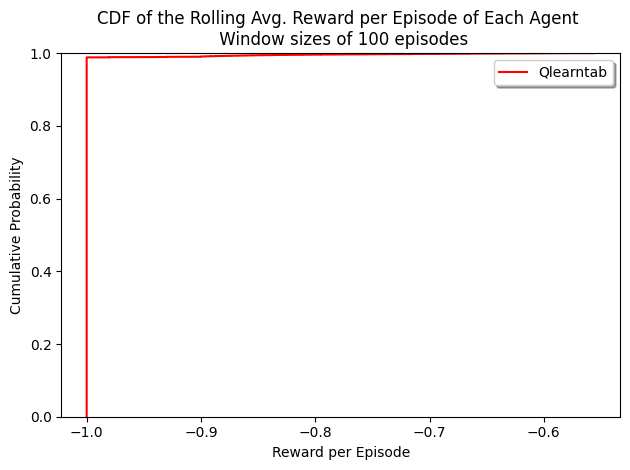 CDF of the Rolling Avg. Reward per Episode of Each Agent
Window sizes of 100 episodes
Qlearntab
1.0
0.8
0.6
0.4
0.2
0.0
Cumulative Probability
−1.0
−0.9
−0.8
−0.7
−0.6
Reward per Episode